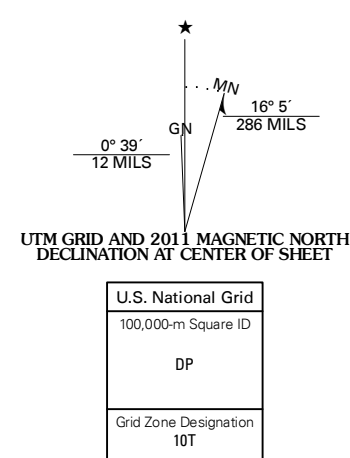 ★
. . . MN
16° 5´
286 MILS
GN
0° 39´
12 MILS
UTM GRID AND 2011 MAGNETIC NORTH
DECLINATION AT CENTER OF SHEET
U.S. National Grid
100,000-m Square ID
DP
Grid Zone Designation
10T